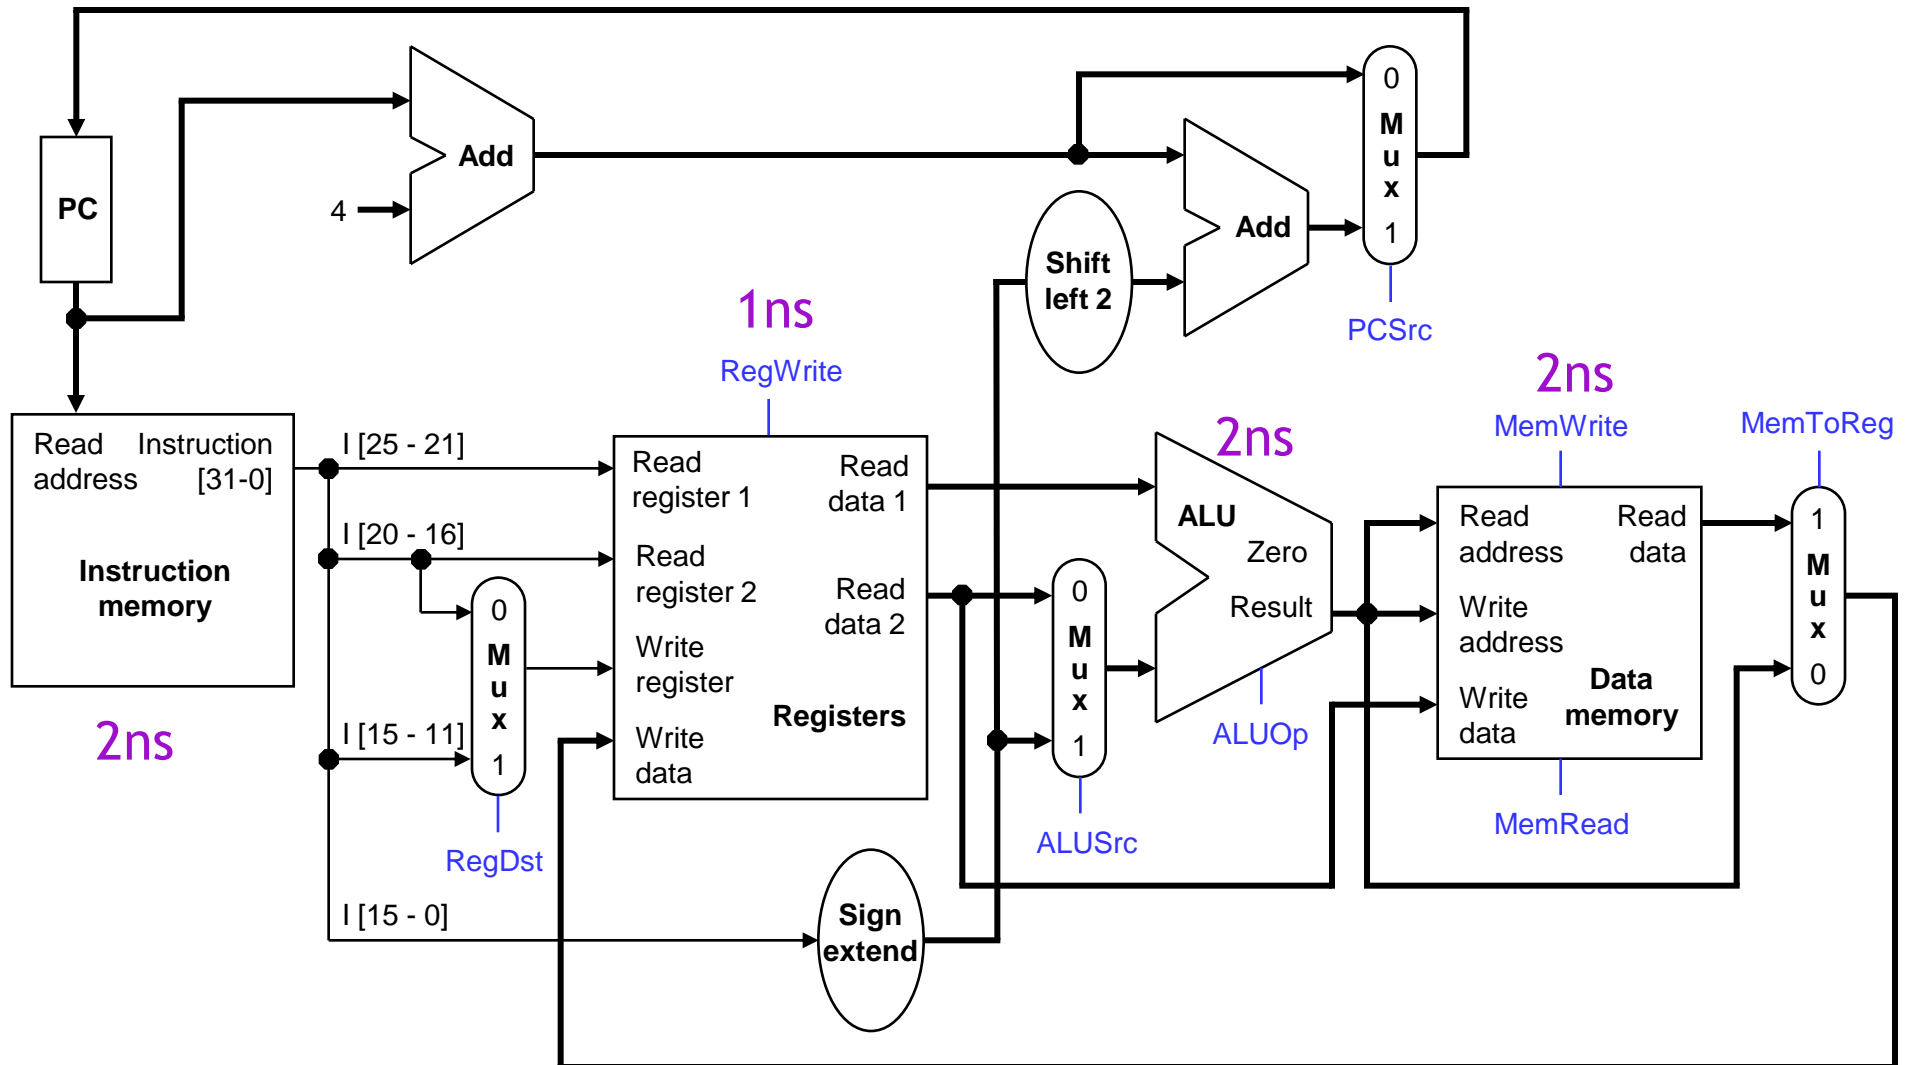 0
M
u
x
1
Add
PC
4
Add
Shift
left 2
PCSrc
1ns
RegWrite
2ns
MemWrite
MemToReg
2ns
Read address
Instruction [31-0]
Instruction
memory
2ns
I [25 - 21]
I [20 - 16]
I [15 - 11]
I [15 - 0]
0
M
u
x
1
RegDst
Read
register 1
Read
data 1
Read
register 2
Read
data 2
Write
register
Registers
Write
data
Sign
extend
0
M
u
x
1
ALUSrc
ALU
Zero
Result
ALUOp
Read
address
Read
data
Write
address
Data
memory
Write
data
MemRead
1
M
u
x
0